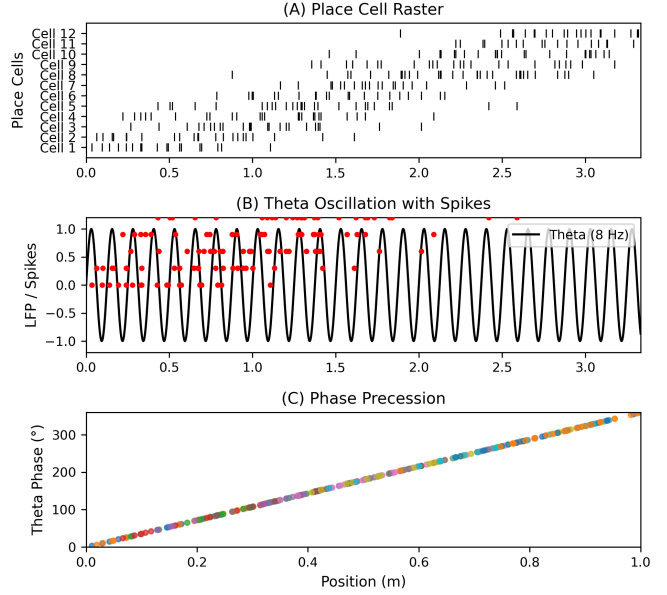 (A) Place Cell Raster
Place Cells
Cell 12
Cell 11
Cell 10
Cell 9
Cell 8
Cell 7
Cell 6
Cell 5
Cell 4
Cell 3
Cell 2
Cell 1
0.0 0.5 1.0 1.5 2.0 2.5 3.0
(B) Theta Oscillation with Spikes
LFP / Spikes
1.0
0.5
0.0
−0.5
−1.0
Theta (8 Hz)
0.0 0.5 1.0 1.5 2.0 2.5 3.0
(C) Phase Precession
Theta Phase (°)
300
200
100
0
0.0 0.2 0.4 0.6 0.8 1.0
Position (m)